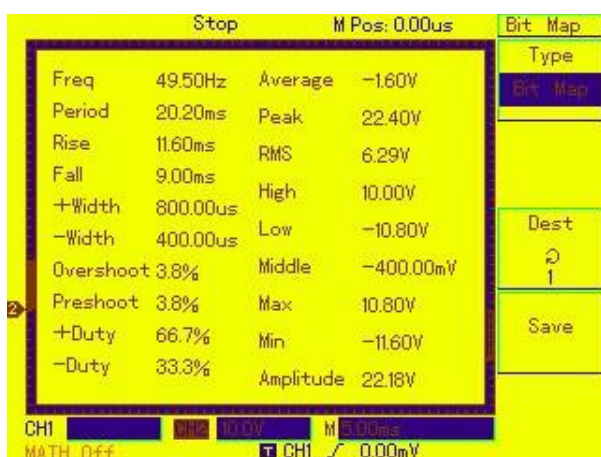 Stop M Pos: 0.00us Bit Map
Type
Bit Map
Freq 49.50Hz Average -1.60V
Period 20.20ms Peak 22.40V
Rise 11.60ms RMS 6.29V
Fall 9.00ms High 10.00V
+Width 800.00us Low -10.80V
-Width 400.00us Middle -400.00mV
Overshoot 3.8% Max 10.80V
Preshoot 3.8% Min -11.60V
+Duty 66.7% Amplitude 22.18V
-Duty 33.3%
Dest
1
Save
2
CH1 CH2 10.0V M 5.00ms
MATH Off T CH1 0.00mV